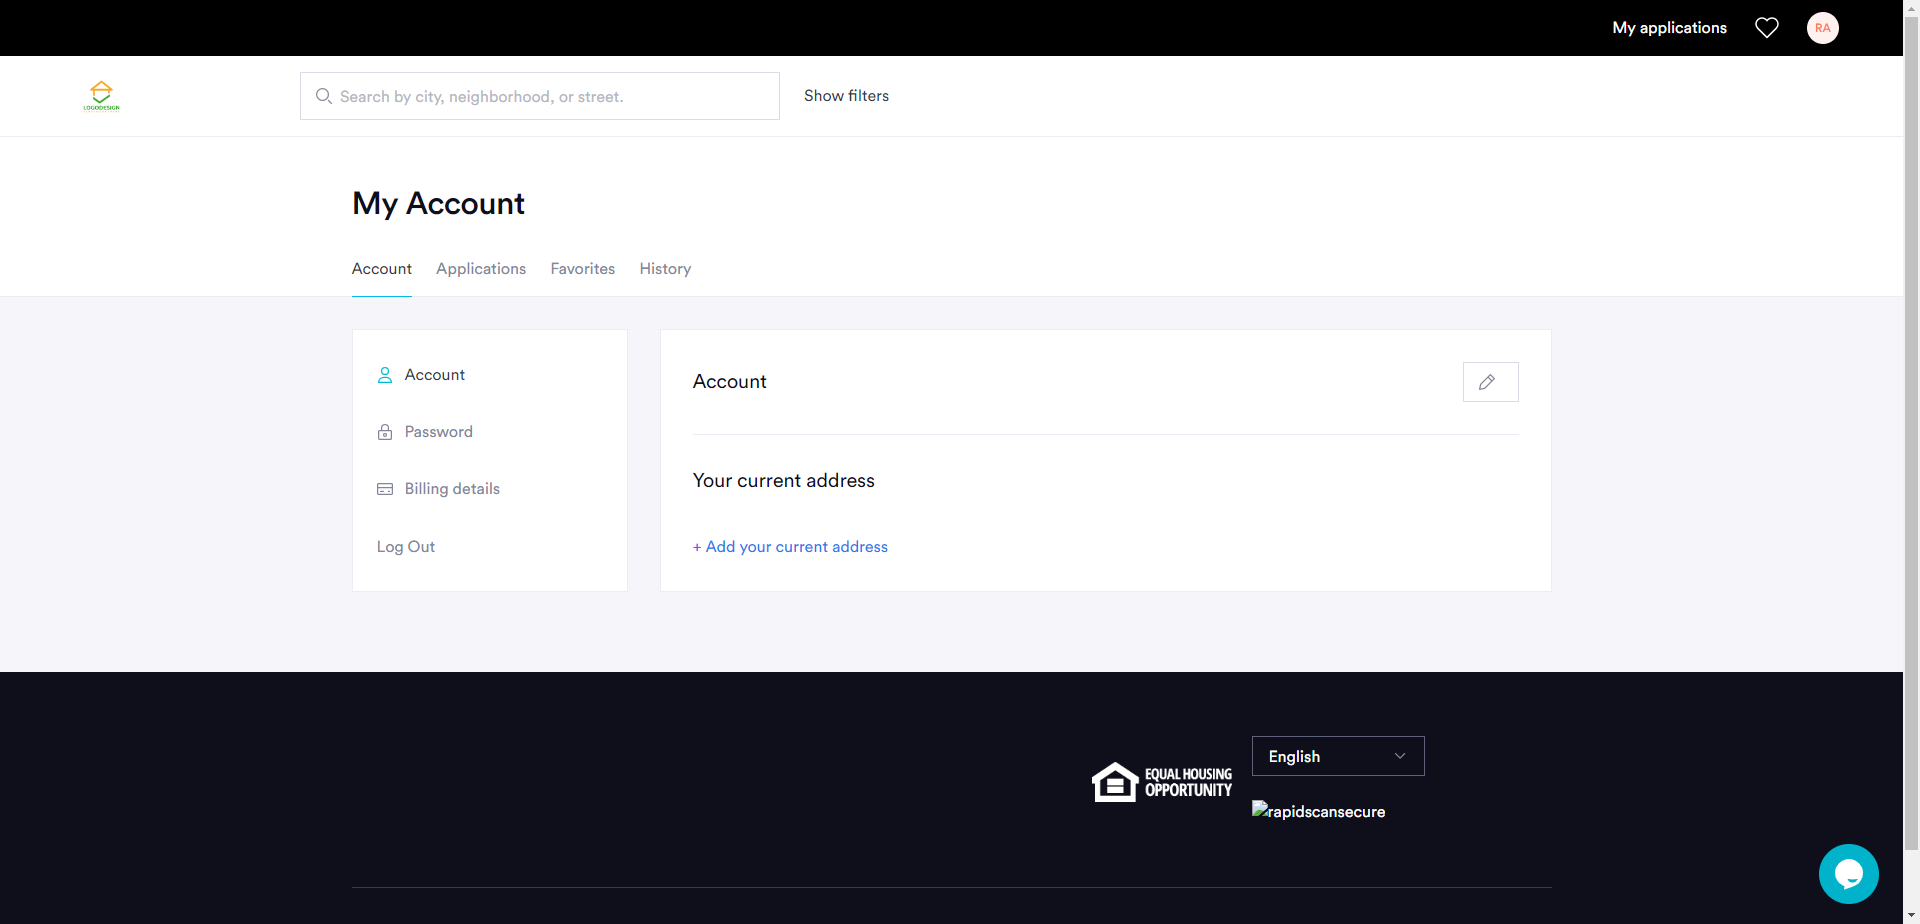 My applications
RA
LOGODESIGN
Search by city, neighborhood, or street.
Show filters
My Account
Account
Applications
Favorites
History
Account
Password
Billing details
Log Out
Account
Your current address
+ Add your current address
EQUAL HOUSING
OPPORTUNITY
English
rapidscansecure